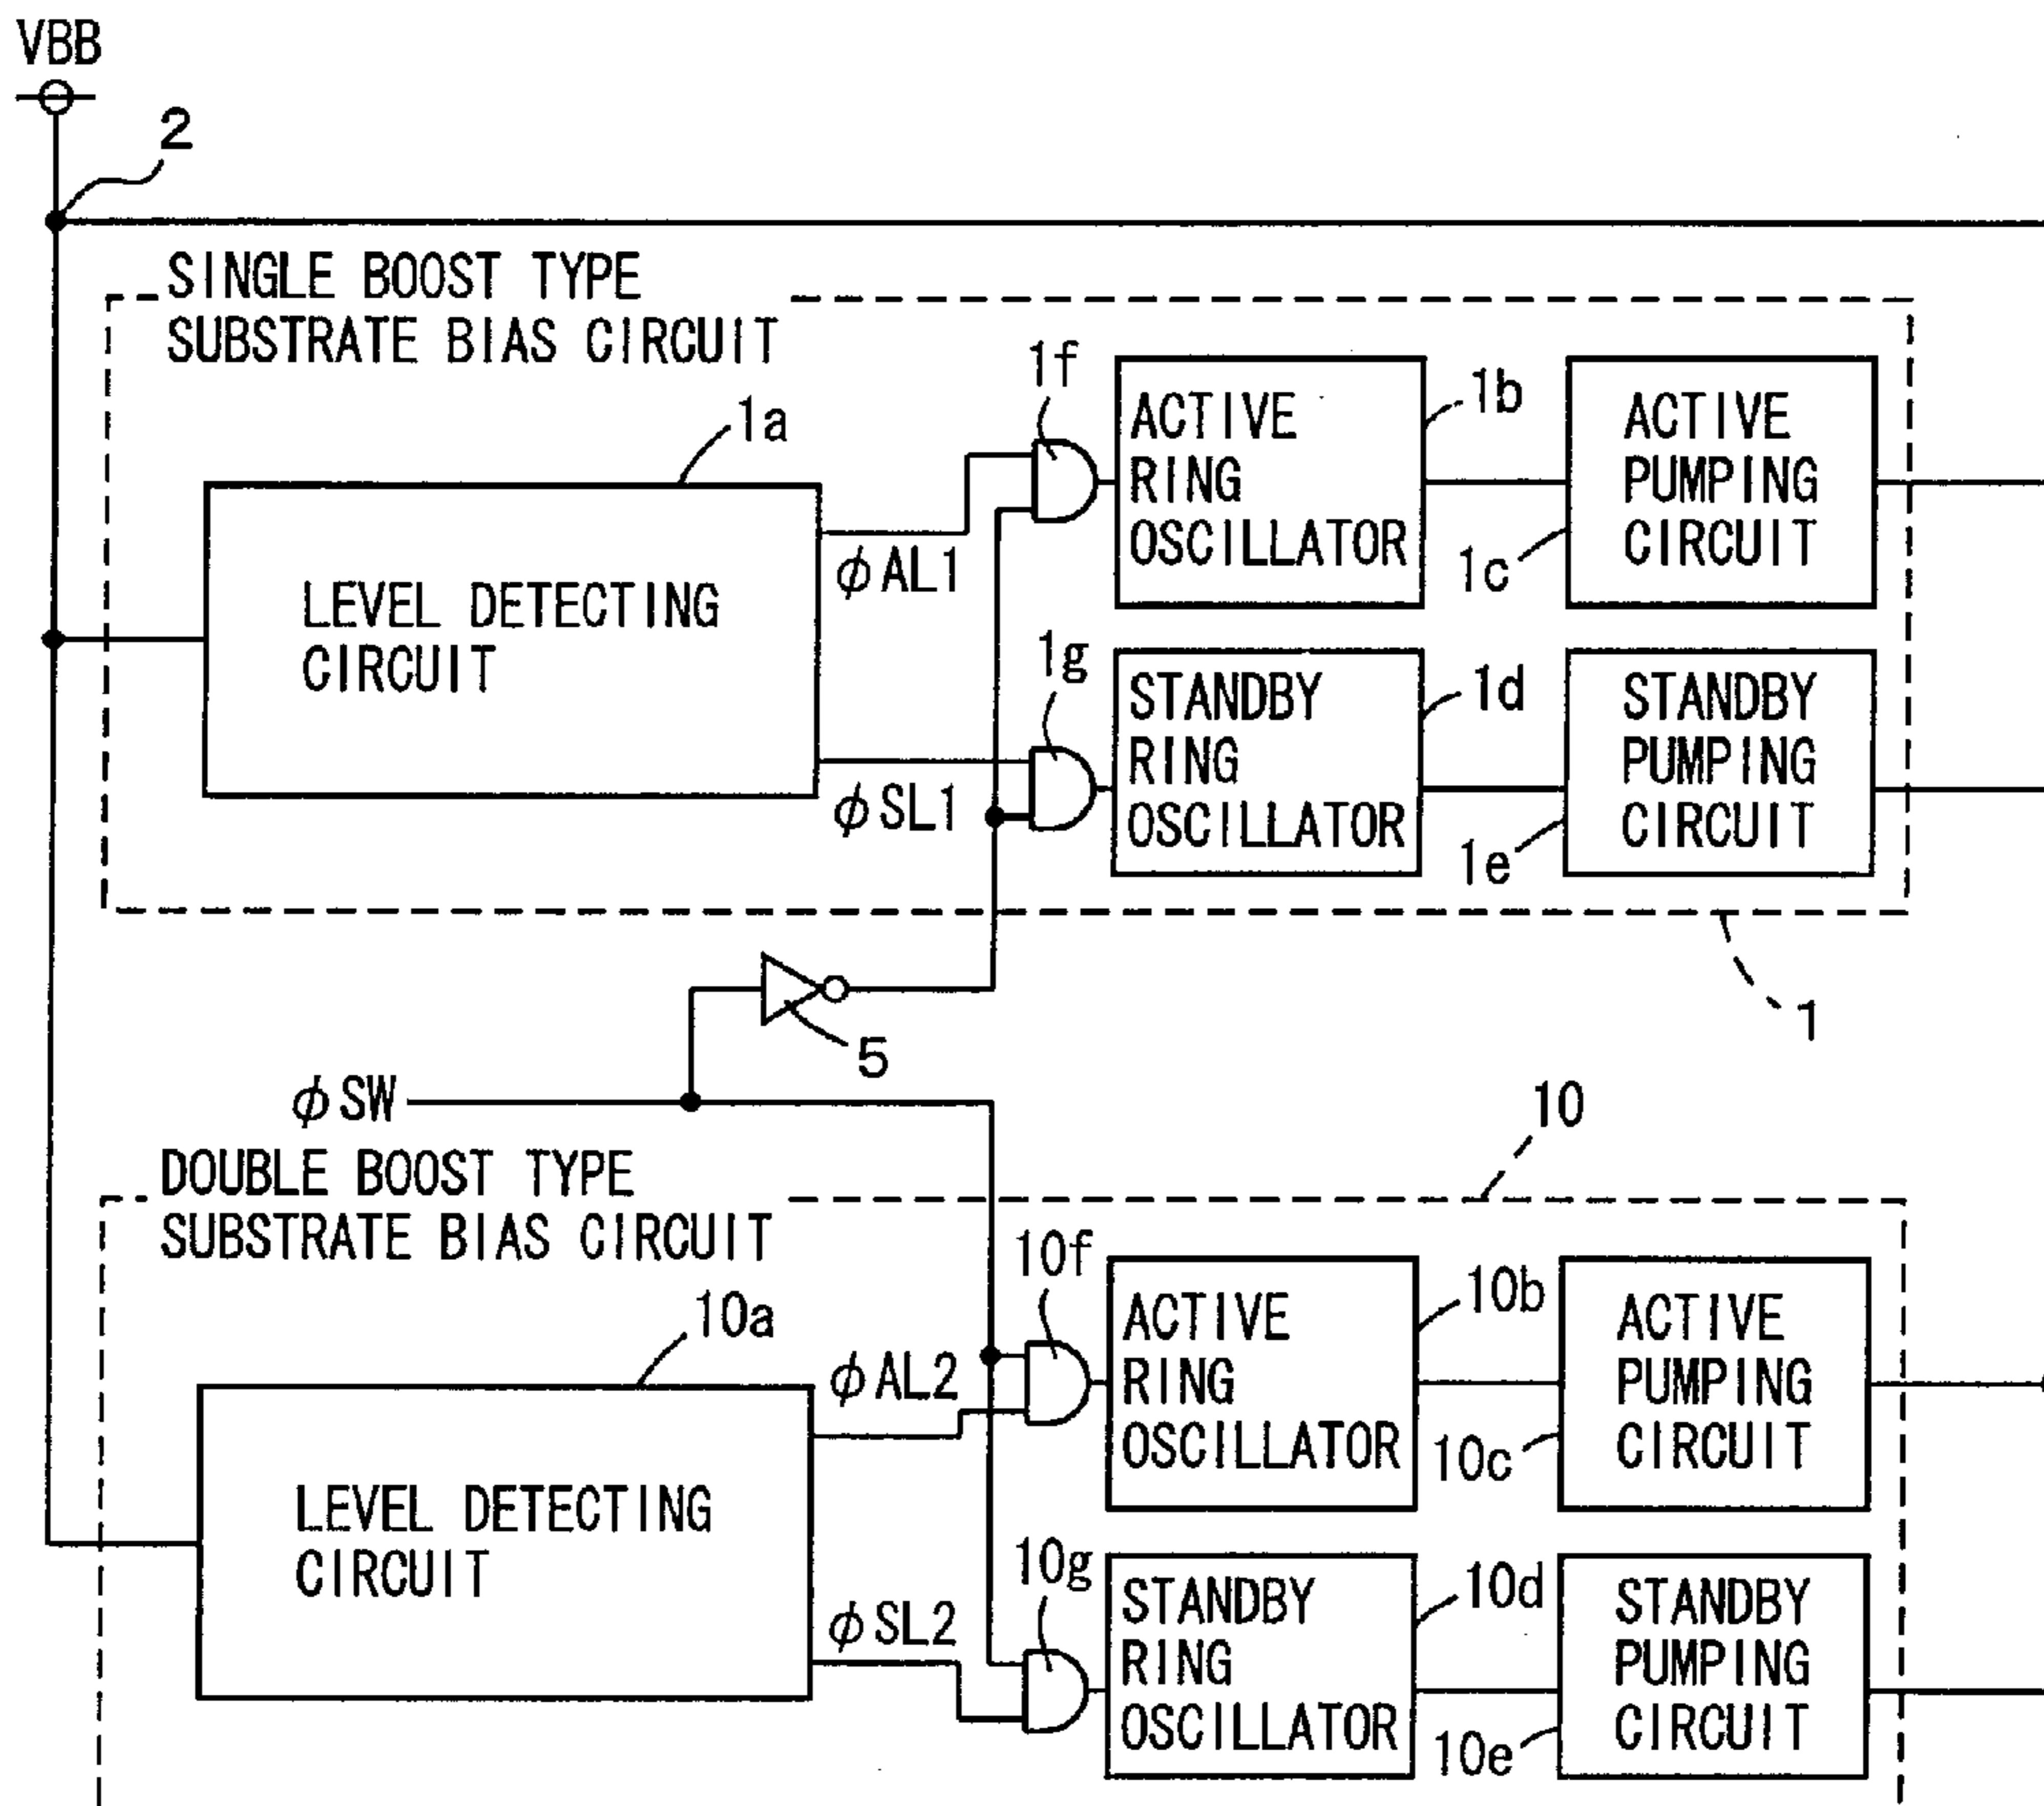 VBB
2
SINGLE BOOST TYPE
SUBSTRATE BIAS CIRCUIT
1a
LEVEL DETECTING
CIRCUIT
φAL1
φSL1
1f
1g
ACTIVE
RING
OSCILLATOR
1b
1c
ACTIVE
PUMPING
CIRCUIT
STANDBY
RING
OSCILLATOR
1d
1e
STANDBY
PUMPING
CIRCUIT
1
5
φSW
10
DOUBLE BOOST TYPE
SUBSTRATE BIAS CIRCUIT
10a
LEVEL DETECTING
CIRCUIT
φAL2
φSL2
10f
10g
ACTIVE
RING
OSCILLATOR
10b
10c
ACTIVE
PUMPING
CIRCUIT
STANDBY
RING
OSCILLATOR
10d
10e
STANDBY
PUMPING
CIRCUIT